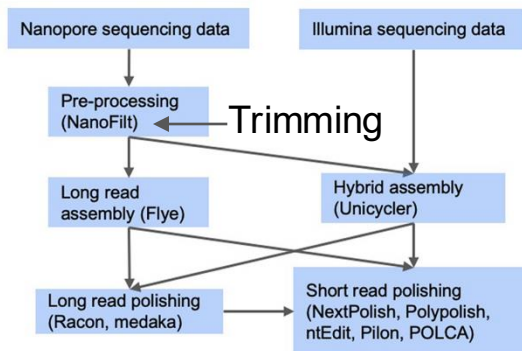 Nanopore sequencing data
Illumina sequencing data
Pre-processing
(NanoFilt)
Trimming
Long read
assembly (Flye)
Hybrid assembly
(Unicycler)
Long read polishing
(Racon, medaka)
Short read polishing
(NextPolish, Polypolish,
ntEdit, Pilon, POLCA)